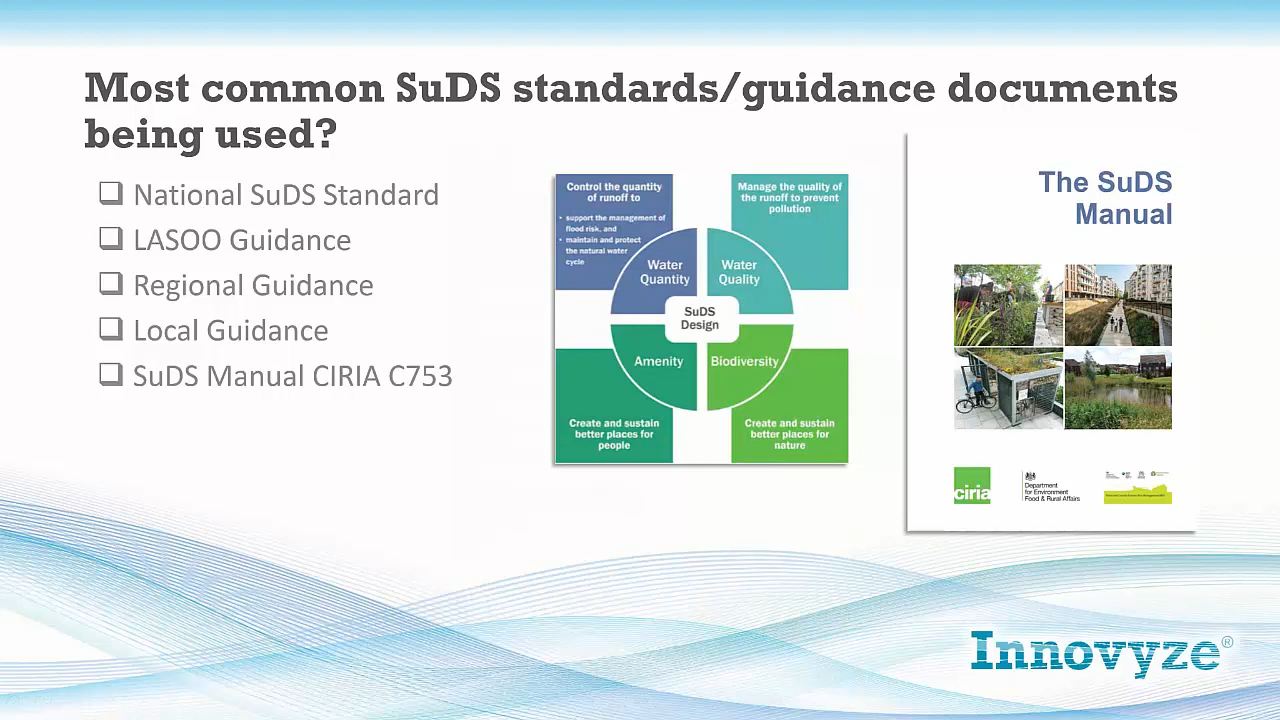 Most common SuDS standards/guidance documents
being used?
National SuDS Standard
LASOO Guidance
Regional Guidance
Local Guidance
SuDS Manual CIRIA C753
Control the quantity
of runoff to
• support the management of
flood risk, and
• maintain and protect
the natural water
cycle
Manage the quality of
the runoff to prevent
pollution
Water
Quantity
Water
Quality
SuDS
Design
Amenity
Biodiversity
Create and sustain
better places for
people
Create and sustain
better places for
nature
The SuDS
Manual
ciria
Department
for Environment
Food & Rural Affairs
Innovyze®